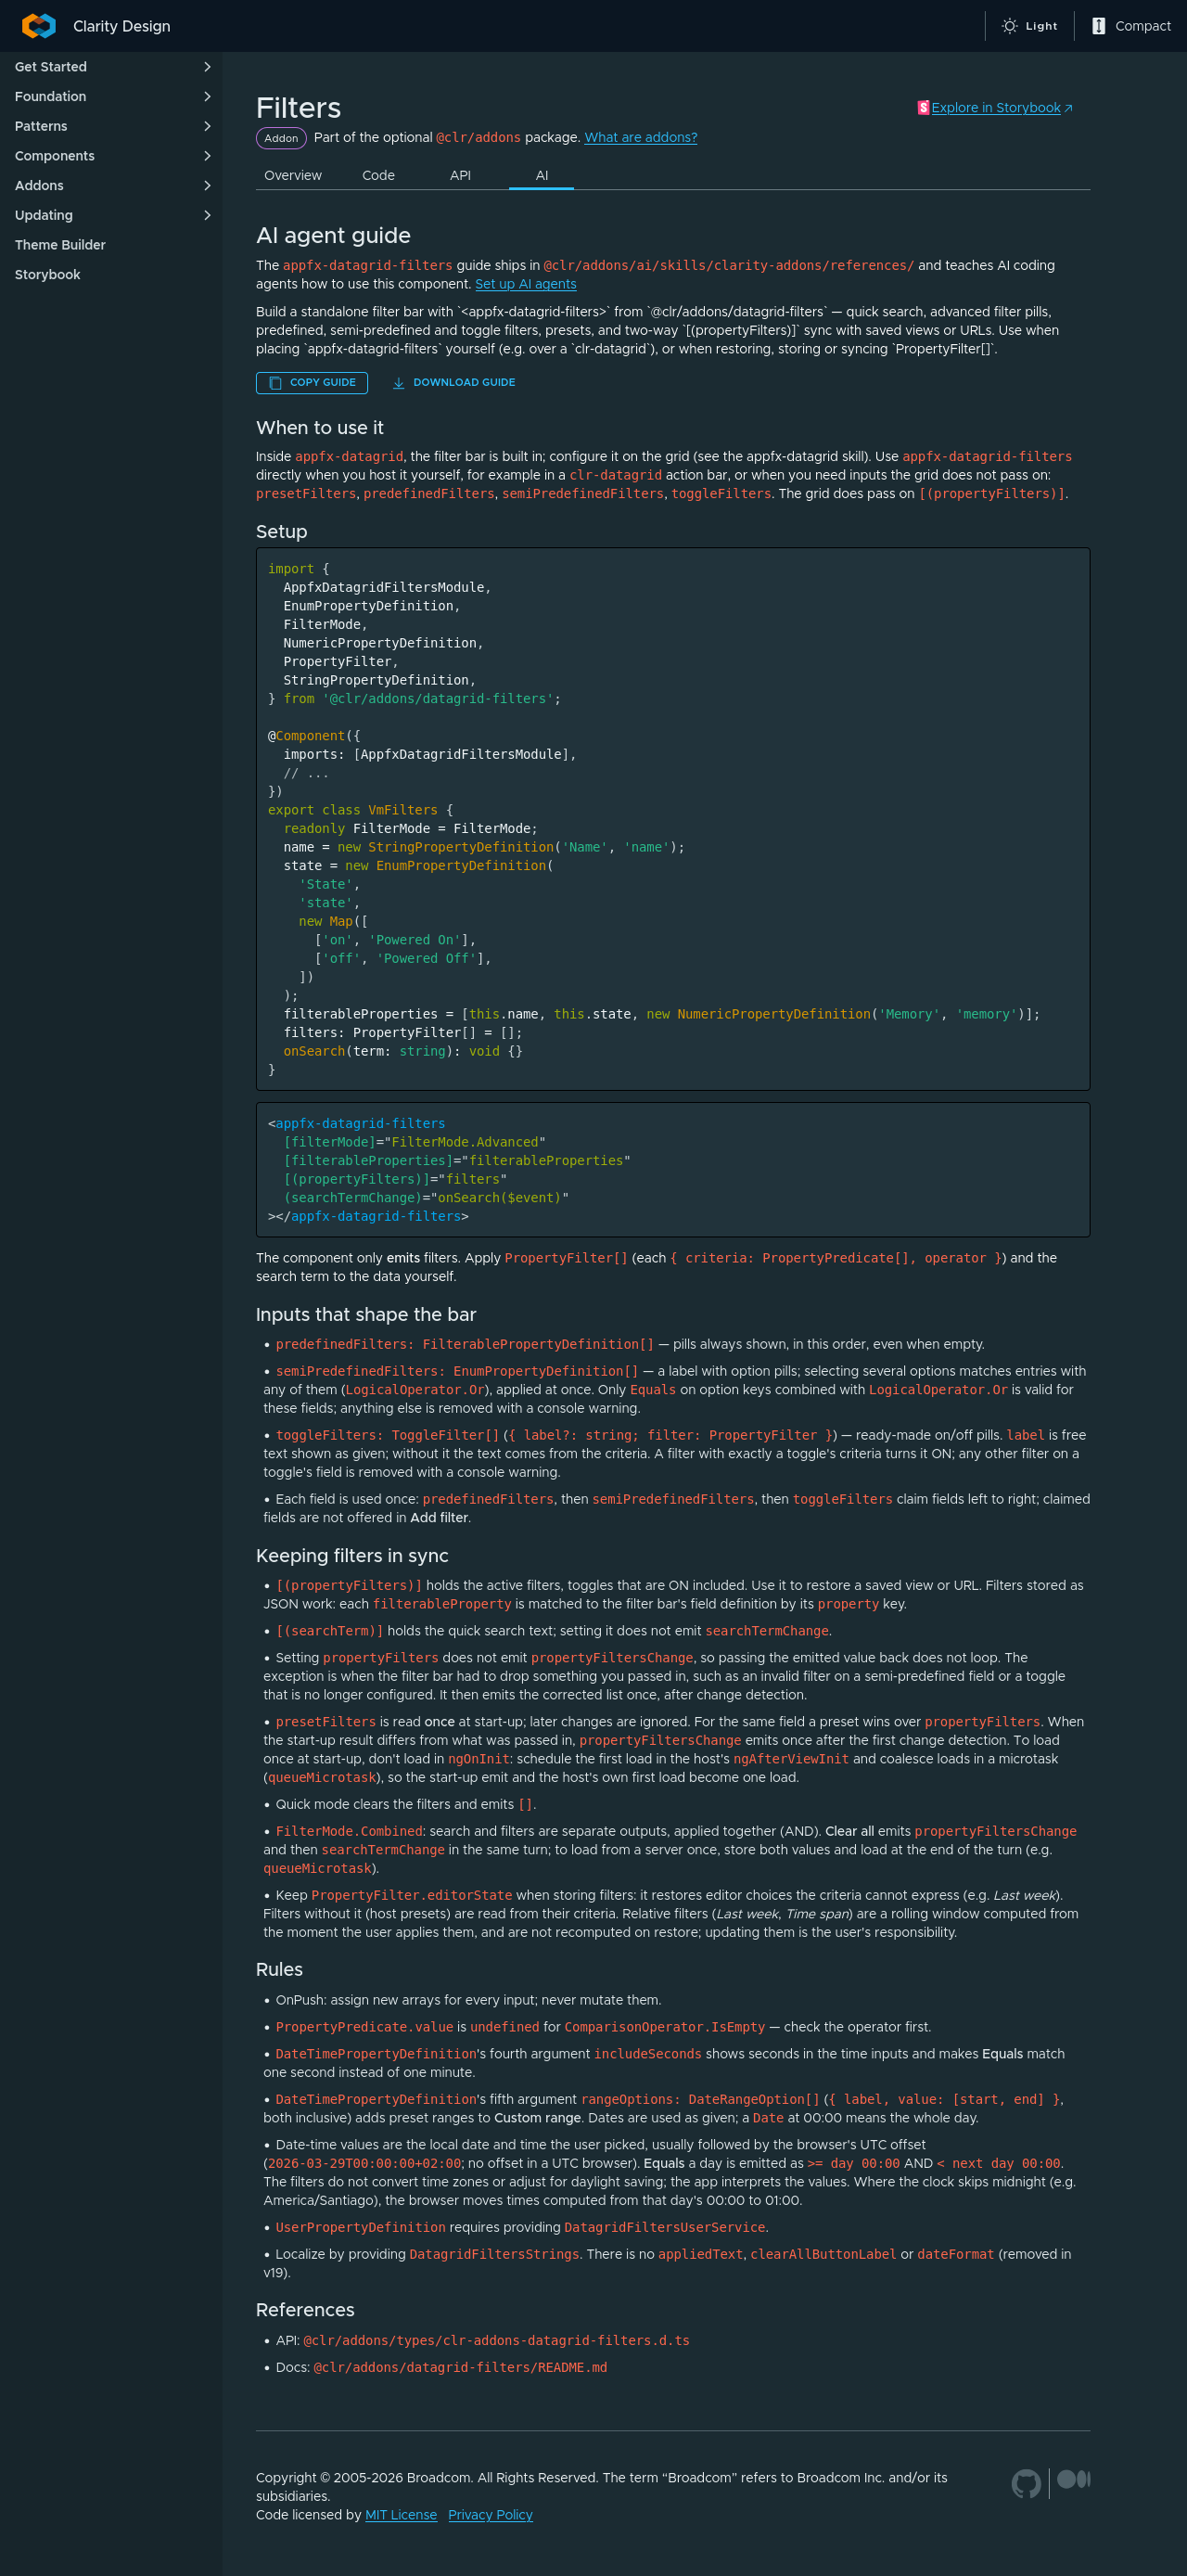 Clarity Design
Light
Compact
Get Started
Foundation
Patterns
Components
Addons
Updating
Theme Builder
Storybook
Filters
Explore in Storybook
Addon Part of the optional @clr/addons package. What are addons?
Overview Code API AI
AI agent guide
The appfx-datagrid-filters guide ships in @clr/addons/ai/skills/clarity-addons/references/ and teaches AI coding
agents how to use this component. Set up AI agents
Build a standalone filter bar with `<appfx-datagrid-filters>` from `@clr/addons/datagrid-filters` — quick search, advanced filter pills,
predefined, semi-predefined and toggle filters, presets, and two-way `[(propertyFilters)]` sync with saved views or URLs. Use when
placing `appfx-datagrid-filters` yourself (e.g. over a `clr-datagrid`), or when restoring, storing or syncing `PropertyFilter[]`.
COPY GUIDE DOWNLOAD GUIDE
When to use it
Inside appfx-datagrid, the filter bar is built in; configure it on the grid (see the appfx-datagrid skill). Use appfx-datagrid-filters
directly when you host it yourself, for example in a clr-datagrid action bar, or when you need inputs the grid does not pass on:
presetFilters, predefinedFilters, semiPredefinedFilters, toggleFilters. The grid does pass on [(propertyFilters)].
Setup
import {
  AppfxDatagridFiltersModule,
  EnumPropertyDefinition,
  FilterMode,
  NumericPropertyDefinition,
  PropertyFilter,
  StringPropertyDefinition,
} from '@clr/addons/datagrid-filters';
@Component({
  imports: [AppfxDatagridFiltersModule],
  // ...
})
export class VmFilters {
  readonly FilterMode = FilterMode;
  name = new StringPropertyDefinition('Name', 'name');
  state = new EnumPropertyDefinition(
    'State',
    'state',
    new Map([
      ['on', 'Powered On'],
      ['off', 'Powered Off'],
    ])
  );
  filterableProperties = [this.name, this.state, new NumericPropertyDefinition('Memory', 'memory')];
  filters: PropertyFilter[] = [];
  onSearch(term: string): void {}
}
<appfx-datagrid-filters
  [filterMode]="FilterMode.Advanced"
  [filterableProperties]="filterableProperties"
  [(propertyFilters)]="filters"
  (searchTermChange)="onSearch($event)"
></appfx-datagrid-filters>
The component only emits filters. Apply PropertyFilter[] (each { criteria: PropertyPredicate[], operator }) and the
search term to the data yourself.
Inputs that shape the bar
• predefinedFilters: FilterablePropertyDefinition[] — pills always shown, in this order, even when empty.
• semiPredefinedFilters: EnumPropertyDefinition[] — a label with option pills; selecting several options matches entries with
any of them (LogicalOperator.Or), applied at once. Only Equals on option keys combined with LogicalOperator.Or is valid for
these fields; anything else is removed with a console warning.
• toggleFilters: ToggleFilter[] ({ label?: string; filter: PropertyFilter }) — ready-made on/off pills. label is free
text shown as given; without it the text comes from the criteria. A filter with exactly a toggle's criteria turns it ON; any other filter on a
toggle's field is removed with a console warning.
• Each field is used once: predefinedFilters, then semiPredefinedFilters, then toggleFilters claim fields left to right; claimed
fields are not offered in Add filter.
Keeping filters in sync
• [(propertyFilters)] holds the active filters, toggles that are ON included. Use it to restore a saved view or URL. Filters stored as
JSON work: each filterableProperty is matched to the filter bar's field definition by its property key.
• [(searchTerm)] holds the quick search text; setting it does not emit searchTermChange.
• Setting propertyFilters does not emit propertyFiltersChange, so passing the emitted value back does not loop. The
exception is when the filter bar had to drop something you passed in, such as an invalid filter on a semi-predefined field or a toggle
that is no longer configured. It then emits the corrected list once, after change detection.
• presetFilters is read once at start-up; later changes are ignored. For the same field a preset wins over propertyFilters. When
the start-up result differs from what was passed in, propertyFiltersChange emits once after the first change detection. To load
once at start-up, don't load in ngOnInit: schedule the first load in the host's ngAfterViewInit and coalesce loads in a microtask
(queueMicrotask), so the start-up emit and the host's own first load become one load.
• Quick mode clears the filters and emits [].
• FilterMode.Combined: search and filters are separate outputs, applied together (AND). Clear all emits propertyFiltersChange
and then searchTermChange in the same turn; to load from a server once, store both values and load at the end of the turn (e.g.
queueMicrotask).
• Keep PropertyFilter.editorState when storing filters: it restores editor choices the criteria cannot express (e.g. Last week).
Filters without it (host presets) are read from their criteria. Relative filters (Last week, Time span) are a rolling window computed from
the moment the user applies them, and are not recomputed on restore; updating them is the user's responsibility.
Rules
• OnPush: assign new arrays for every input; never mutate them.
• PropertyPredicate.value is undefined for ComparisonOperator.IsEmpty — check the operator first.
• DateTimePropertyDefinition's fourth argument includeSeconds shows seconds in the time inputs and makes Equals match
one second instead of one minute.
• DateTimePropertyDefinition's fifth argument rangeOptions: DateRangeOption[] ({ label, value: [start, end] },
both inclusive) adds preset ranges to Custom range. Dates are used as given; a Date at 00:00 means the whole day.
• Date-time values are the local date and time the user picked, usually followed by the browser's UTC offset
(2026-03-29T00:00:00+02:00; no offset in a UTC browser). Equals a day is emitted as >= day 00:00 AND < next day 00:00.
The filters do not convert time zones or adjust for daylight saving; the app interprets the values. Where the clock skips midnight (e.g.
America/Santiago), the browser moves times computed from that day's 00:00 to 01:00.
• UserPropertyDefinition requires providing DatagridFiltersUserService.
• Localize by providing DatagridFiltersStrings. There is no appliedText, clearAllButtonLabel or dateFormat (removed in
v19).
References
• API: @clr/addons/types/clr-addons-datagrid-filters.d.ts
• Docs: @clr/addons/datagrid-filters/README.md
Copyright © 2005-2026 Broadcom. All Rights Reserved. The term “Broadcom” refers to Broadcom Inc. and/or its
subsidiaries.
Code licensed by MIT License Privacy Policy